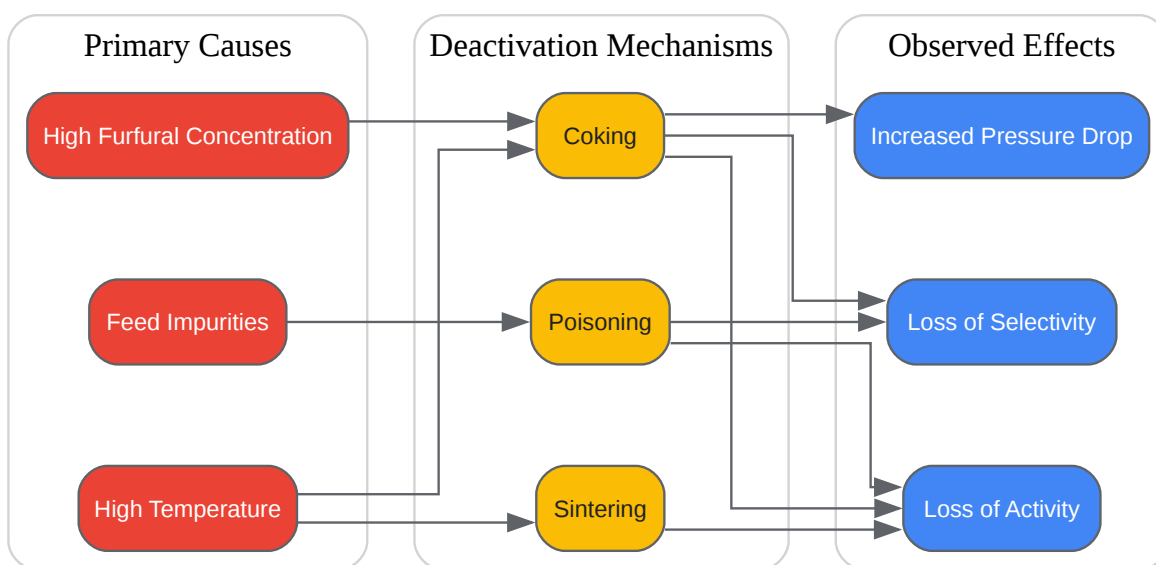 Primary Causes
Deactivation Mechanisms
Observed Effects
High Furfural Concentration
Coking
Increased Pressure Drop
Feed Impurities
Poisoning
Loss of Selectivity
High Temperature
Sintering
Loss of Activity